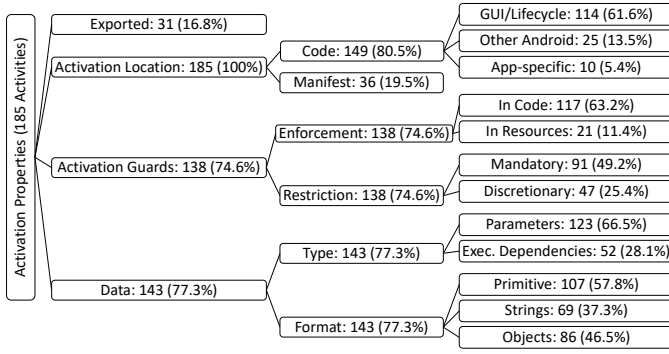 Activation Properties (185 Activities)
Exported: 31 (16.8%)
Activation Location: 185 (100%)
Code: 149 (80.5%)
GUI/Lifecycle: 114 (61.6%)
Other Android: 25 (13.5%)
App-specific: 10 (5.4%)
Manifest: 36 (19.5%)
Activation Guards: 138 (74.6%)
Enforcement: 138 (74.6%)
In Code: 117 (63.2%)
In Resources: 21 (11.4%)
Restriction: 138 (74.6%)
Mandatory: 91 (49.2%)
Discretionary: 47 (25.4%)
Data: 143 (77.3%)
Type: 143 (77.3%)
Parameters: 123 (66.5%)
Exec. Dependencies: 52 (28.1%)
Format: 143 (77.3%)
Primitive: 107 (57.8%)
Strings: 69 (37.3%)
Objects: 86 (46.5%)